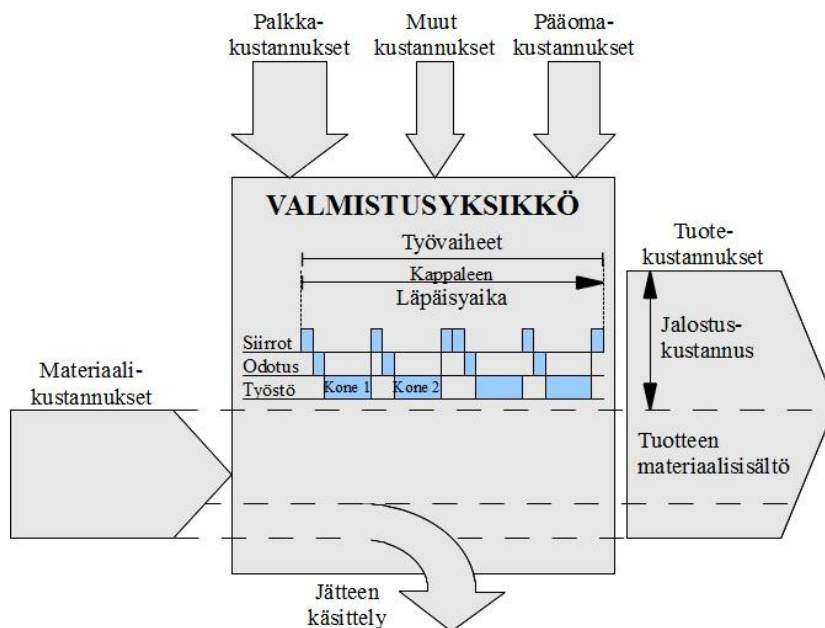 Palkka-
kustannukset
Muut
kustannukset
Pääoma-
kustannukset
VALMISTUSYKSIKKÖ
Työvaiheet
Kappaleen
Läpäisyaika
Siirrot
Odotus
Työstö
Kone 1
Kone 2
Materiaali-
kustannukset
Tuote-
kustannukset
Jalostus-
kustannus
Tuotteen
materiaalisisältö
Jätteen
käsittely